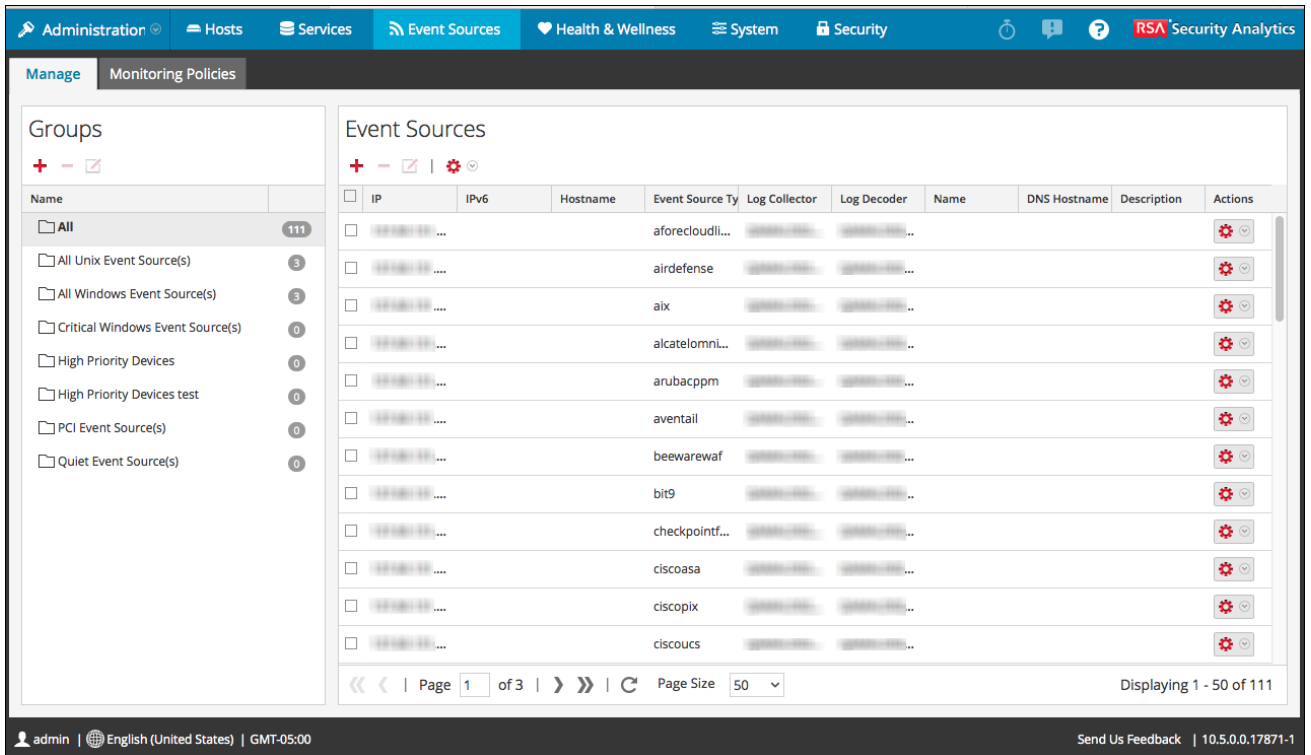 Administration Hosts Services Event Sources Health & Wellness System Security RSA Security Analytics
Manage Monitoring Policies
Groups
Name
All 111
All Unix Event Source(s) 3
All Windows Event Source(s) 3
Critical Windows Event Source(s) 0
High Priority Devices 0
High Priority Devices test 0
PCI Event Source(s) 0
Quiet Event Source(s) 0
Event Sources
IP IPv6 Hostname Event Source Ty Log Collector Log Decoder Name DNS Hostname Description Actions
aforecloudli...
airdefense
aix
alcatelomni...
arubacppm
aventail
beewarewaf
bit9
checkpointf...
ciscoasa
ciscopix
ciscoucs
Page 1 of 3 | Page Size 50 Displaying 1 - 50 of 111
admin | English (United States) | GMT-05:00 Send Us Feedback | 10.5.0.0.17871-1